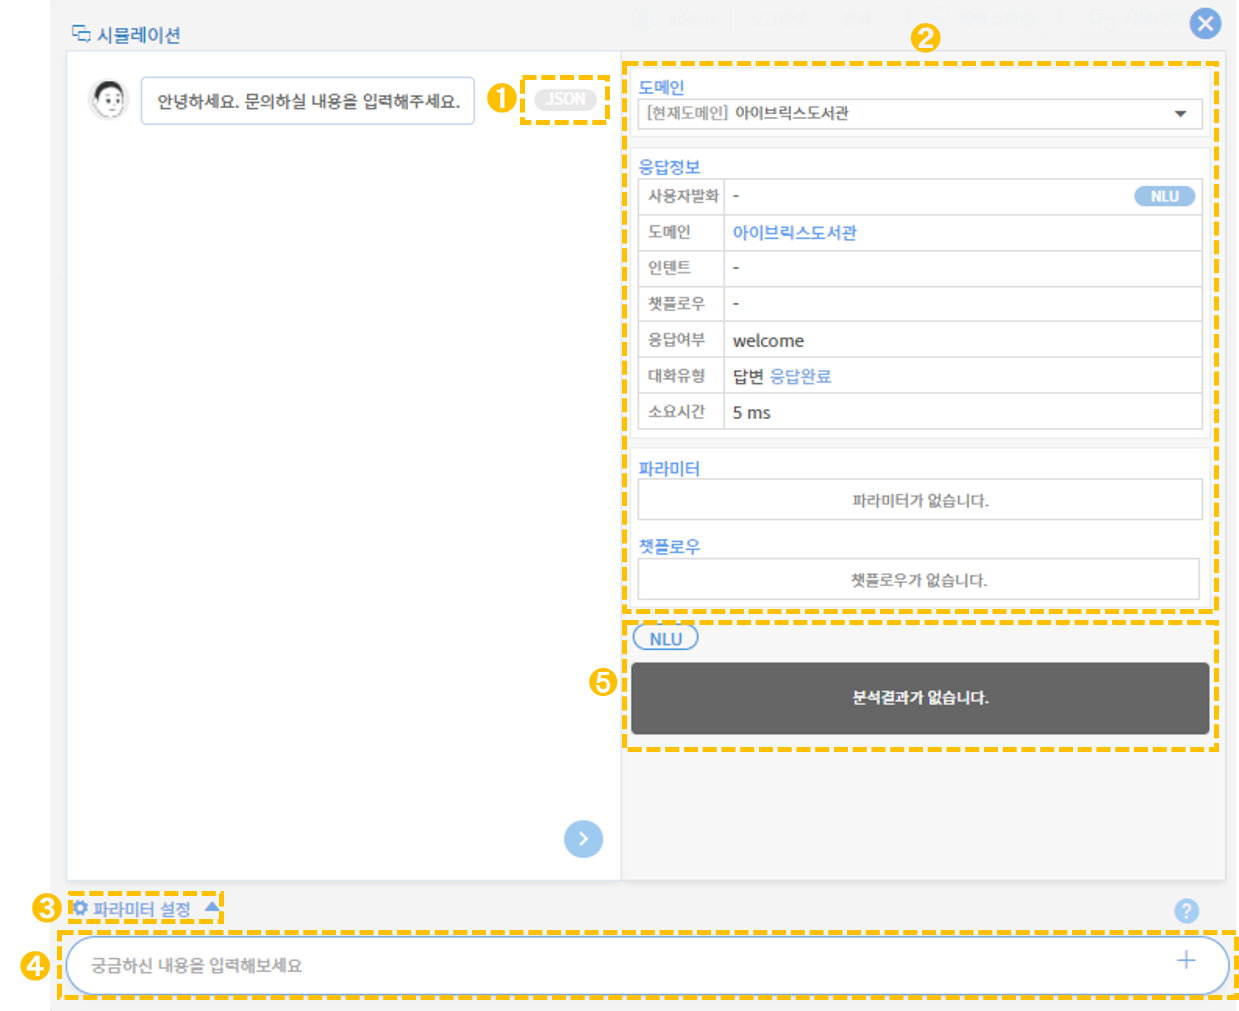 시뮬레이션
안녕하세요. 문의하실 내용을 입력해주세요.
1
JSON
2
도메인
[현재도메인] 아이브릭스도서관
응답정보
사용자발화 -
NLU
도메인 아이브릭스도서관
인텐트 -
챗플로우 -
응답여부 welcome
대화유형 답변 응답완료
소요시간 5 ms
파라미터
파라미터가 없습니다.
챗플로우
챗플로우가 없습니다.
5
NLU
분석결과가 없습니다.
3
파라미터 설정
?
4
궁금하신 내용을 입력해보세요